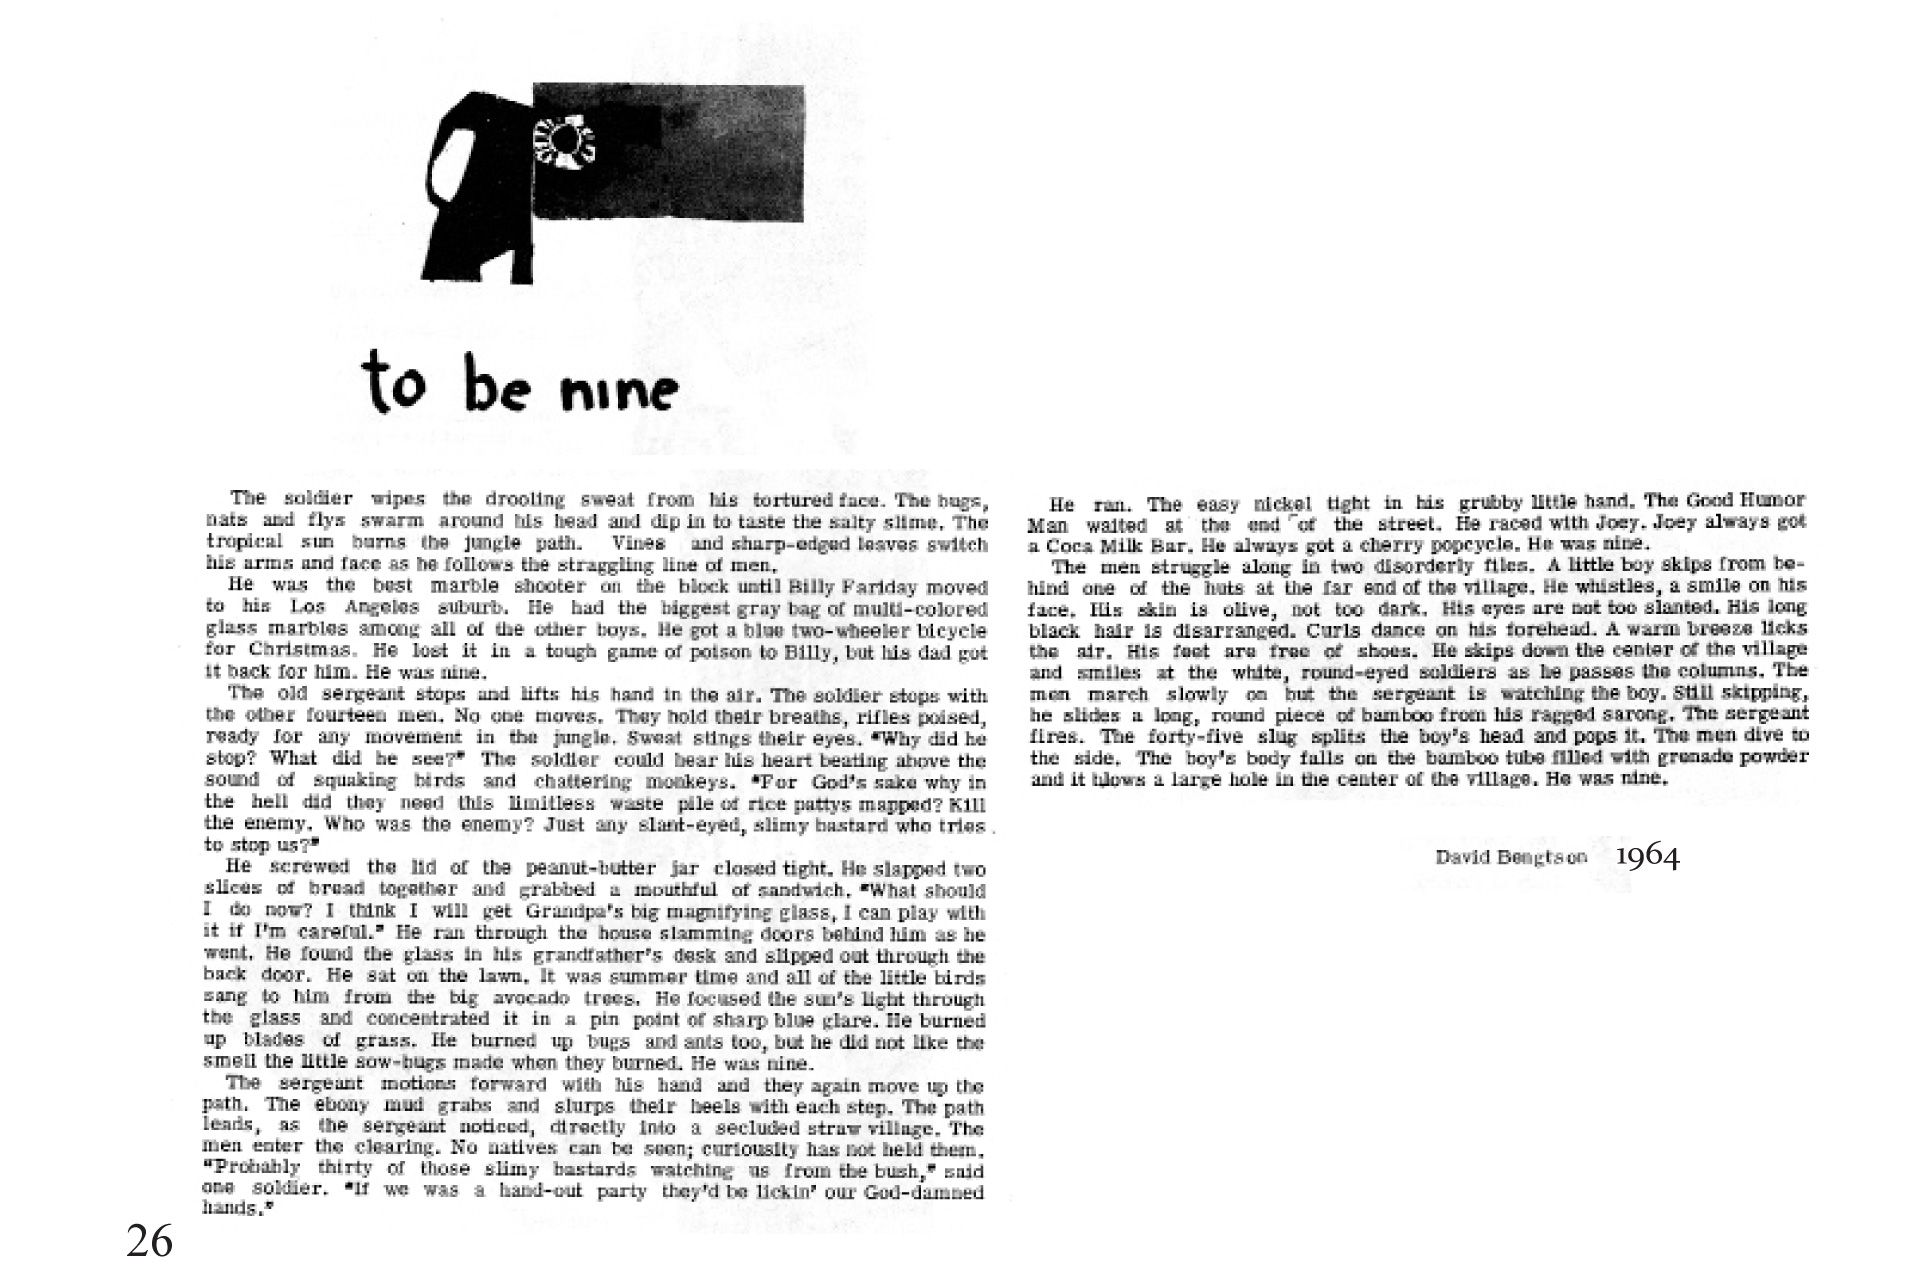 to be nine
The soldier wipes the drooling sweat from his tortured face. The bugs,
nats and flys swarm around his head and dip in to taste the salty slime. The
tropical sun burns the jungle path. Vines and sharp-edged leaves switch
his arms and face as he follows the straggling line of men.
He was the best marble shooter on the block until Billy Fariday moved
to his Los Angeles suburb. He had the biggest gray bag of multi-colored
glass marbles among all of the other boys. He got a blue two-wheeler bicycle
for Christmas. He lost it in a tough game of poison to Billy, but his dad got
it back for him. He was nine.
The old sergeant stops and lifts his hand in the air. The soldier stops with
the other fourteen men. No one moves. They hold their breaths, rifles poised,
ready for any movement in the jungle. Sweat stings their eyes. "Why did he
stop? What did he see?" The soldier could hear his heart beating above the
sound of squaking birds and chattering monkeys. "For God's sake why in
the hell did they need this limitless waste pile of rice pattys mapped? Kill
the enemy. Who was the enemy? Just any slant-eyed, slimy bastard who tries
to stop us?"
He screwed the lid of the peanut-butter jar closed tight. He slapped two
slices of bread together and grabbed a mouthful of sandwich. "What should
I do now? I think I will get Grandpa's big magnifying glass, I can play with
it if I'm careful." He ran through the house slamming doors behind him as he
went. He found the glass in his grandfather's desk and slipped out through the
back door. He sat on the lawn. It was summer time and all of the little birds
sang to him from the big avocado trees. He focused the sun's light through
the glass and concentrated it in a pin point of sharp blue glare. He burned
up blades of grass. He burned up bugs and ants too, but he did not like the
smell the little sow-bugs made when they burned. He was nine.
The sergeant motions forward with his hand and they again move up the
path. The ebony mud grabs and slurps their heels with each step. The path
leads, as the sergeant noticed, directly into a secluded straw village. The
men enter the clearing. No natives can be seen; curiousity has not held them.
"Probably thirty of those slimy bastards watching us from the bush," said
one soldier. "If we was a hand-out party they'd be lickin' our God-damned
hands."
He ran. The easy nickel tight in his grubby little hand. The Good Humor
Man waited at the end of the street. He raced with Joey. Joey always got
a Coca Milk Bar. He always got a cherry popcycle. He was nine.
The men struggle along in two disorderly files. A little boy skips from be-
hind one of the huts at the far end of the village. He whistles, a smile on his
face. His skin is olive, not too dark. His eyes are not too slanted. His long
black hair is disarranged. Curls dance on his forehead. A warm breeze licks
the air. His feet are free of shoes. He skips down the center of the village
and smiles at the white, round-eyed soldiers as he passes the columns. The
men march slowly on but the sergeant is watching the boy. Still skipping,
he slides a long, round piece of bamboo from his ragged sarong. The sergeant
fires. The forty-five slug splits the boy's head and pops it. The men dive to
the side. The boy's body falls on the bamboo tube filled with grenade powder
and it blows a large hole in the center of the village. He was nine.
David Bengtson 1964
26